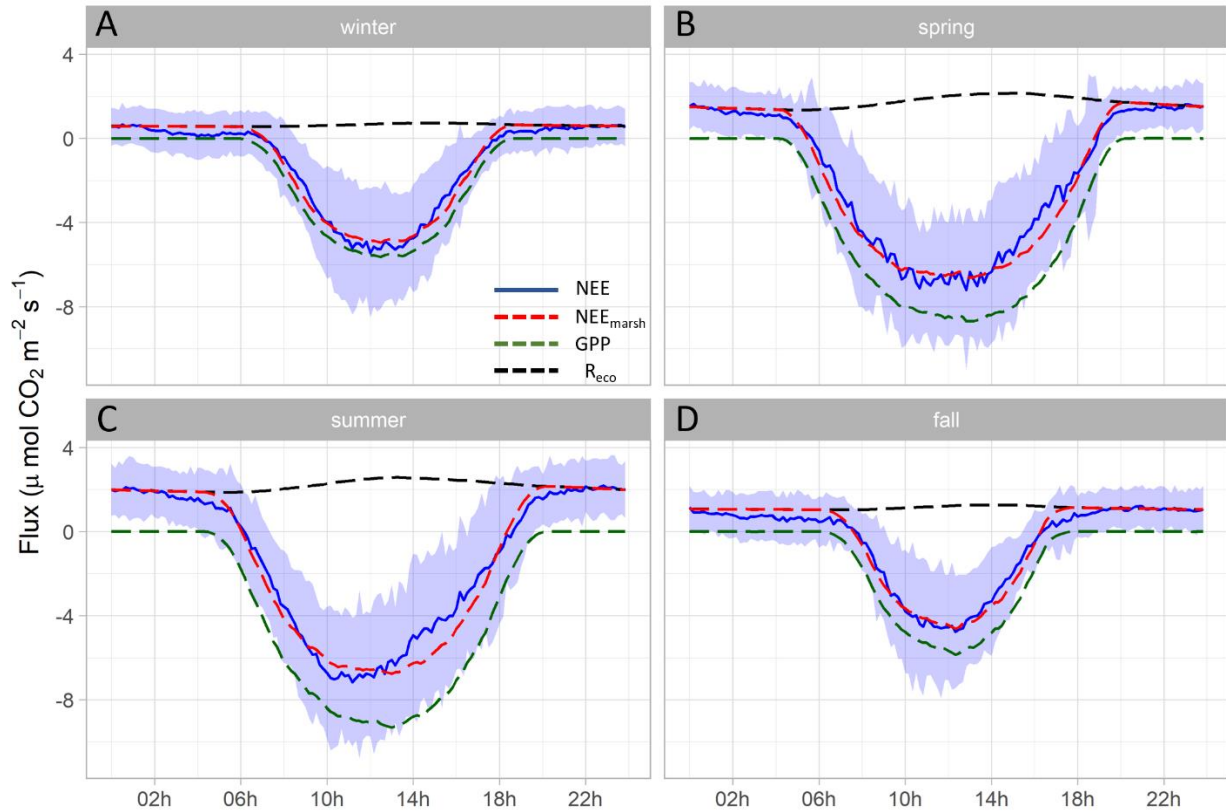 A winter
B spring
4
0
-4
-8
NEE
NEEmarsh
GPP
Reco
C summer
D fall
4
0
-4
-8
Flux (μ mol CO₂ m⁻² s⁻¹)
02h 06h 10h 14h 18h 22h
02h 06h 10h 14h 18h 22h